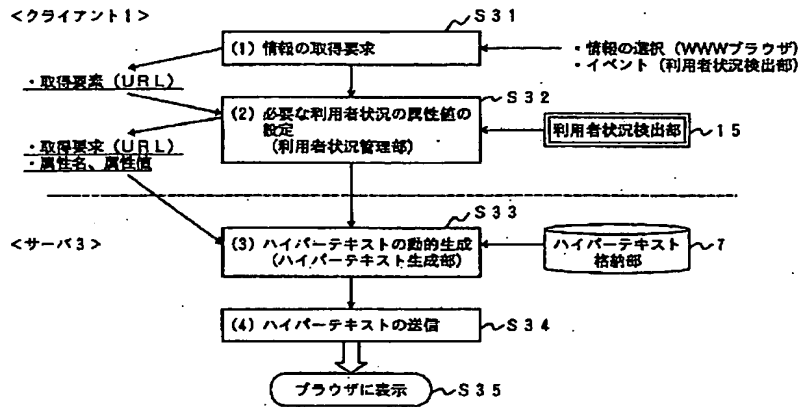 <クライアント1>
S31
(1) 情報の取得要求
・情報の選択 (WWWブラウザ)
・イベント (利用者状況検出部)
・取得要素 (URL)
S32
(2) 必要な利用者状況の属性値の
設定
(利用者状況管理部)
利用者状況検出部
15
・取得要求 (URL)
・属性名、属性値
S33
<サーバ3>
(3) ハイパーテキストの動的生成
(ハイパーテキスト生成部)
ハイパーテキスト
格納部
7
(4) ハイパーテキストの送信
S34
ブラウザに表示
S35